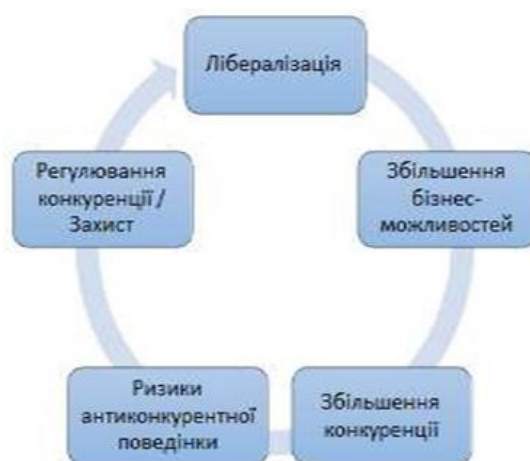 Лібералізація
Збільшення
бізнес-
можливостей
Збільшення
конкуренції
Ризики
антиконкурентної
поведінки
Регулювання
конкуренції /
Захист